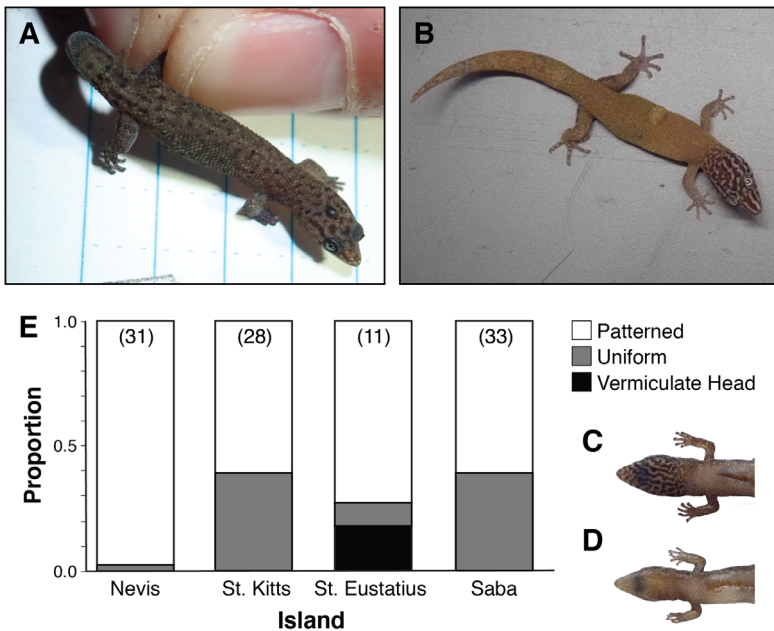 A
B
E
1.0
(31)
(28)
(11)
(33)
Patterned
Uniform
Vermiculate Head
Proportion
0.5
C
D
0.0
Nevis
St. Kitts
St. Eustatius
Saba
Island